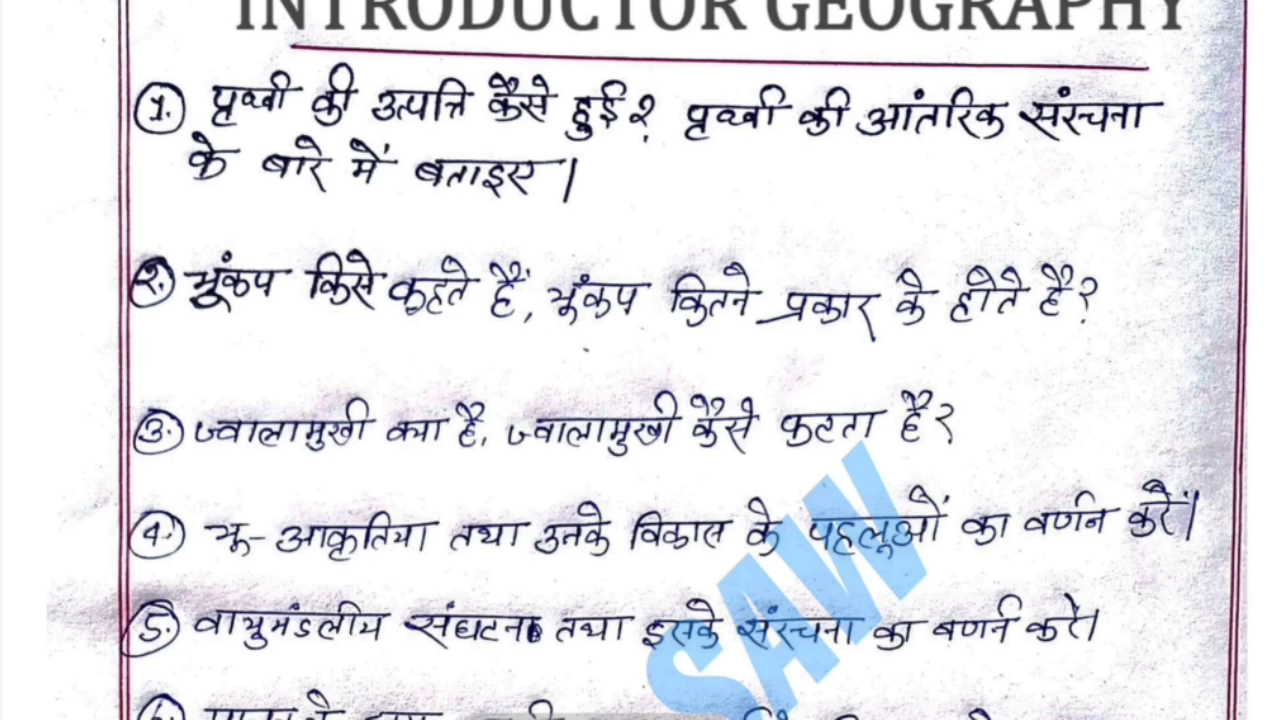 INTRODUCTOR GEOGRAPHY
1. पृथ्वी की उत्पत्ति कैसे हुई? पृथ्वी की आंतरिक संरचना
के बारे में बताइए।
2. भूकंप किसे कहते हैं, भूकंप कितने प्रकार के होते है?
3. ज्वालामुखी क्या है, ज्वालामुखी कैसे फटता है?
4. भू-आकृतिया तथा उनके विकास के पहलूओं का वर्णन करें।
5. वायुमंडलीय संघटन तथा इसके संरचना का वर्णन करे।
6.
SAW